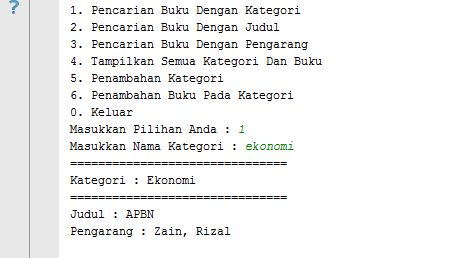 ?
1. Pencarian Buku Dengan Kategori
2. Pencarian Buku Dengan Judul
3. Pencarian Buku Dengan Pengarang
4. Tampilkan Semua Kategori Dan Buku
5. Penambahan Kategori
6. Penambahan Buku Pada Kategori
0. Keluar
Masukkan Pilihan Anda : 1
Masukkan Nama Kategori : ekonomi
===============================
Kategori : Ekonomi
===============================
Judul : APBN
Pengarang : Zain, Rizal